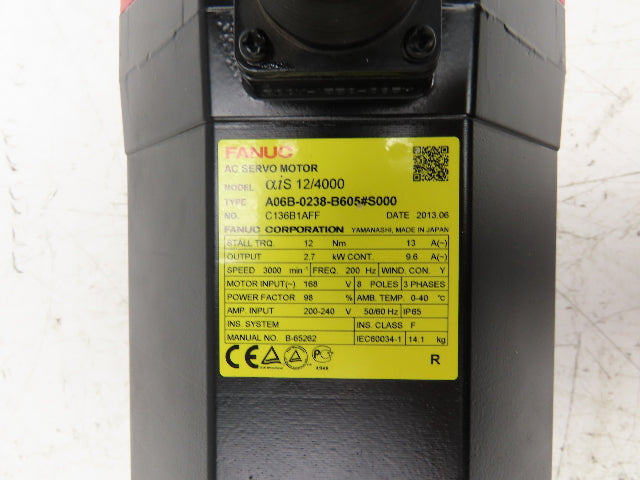 FANUC
AC SERVO MOTOR
MODEL αiS 12/4000
TYPE A06B-0238-B605#S000
NO. C136B1AFF DATE 2013.06
FANUC CORPORATION YAMANASHI, MADE IN JAPAN
STALL TRQ. 12 Nm 13 A(~)
OUTPUT 2.7 kW CONT. 9.6 A(~)
SPEED 3000 min⁻¹ FREQ. 200 Hz WIND. CON. Y
MOTOR INPUT(~) 168 V 8 POLES 3 PHASES
POWER FACTOR 98 % AMB. TEMP. 0-40 ℃
AMP. INPUT 200-240 V 50/60 Hz IP65
INS. SYSTEM INS. CLASS F
MANUAL NO. B-65262 IEC60034-1 14.1 kg
CE R